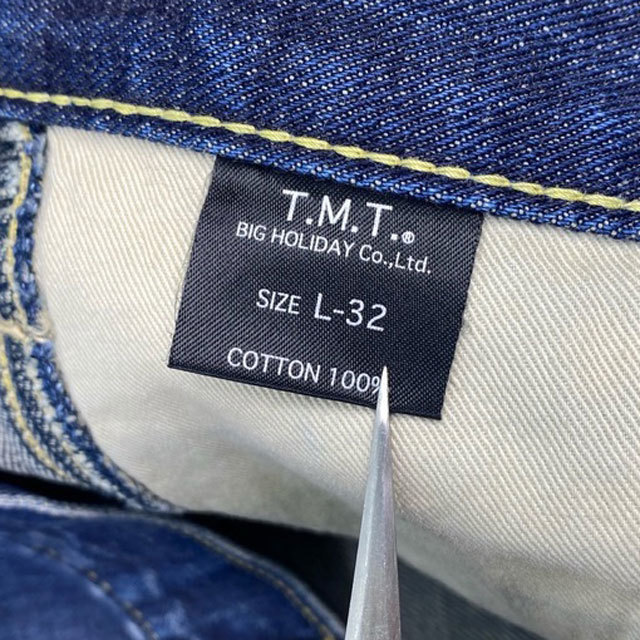 T.M.T.®
BIG HOLIDAY Co.,Ltd.
SIZE L-32
COTTON 100%